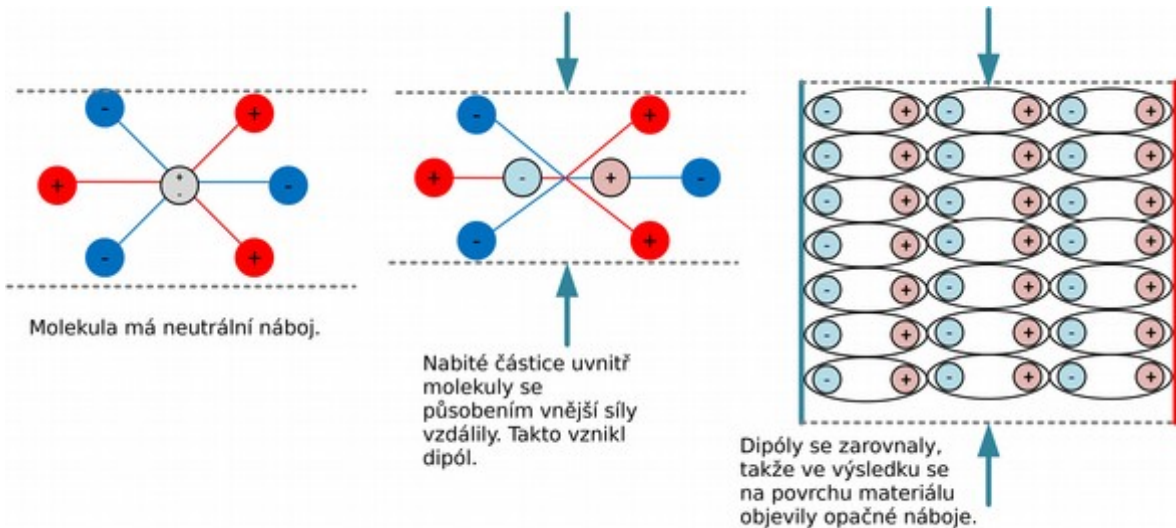 Molekula má neutrální náboj.
Nabité částice uvnitř
molekuly se
působením vnější síly
vzdálily. Takto vznikl
dipól.
Dipóly se zarovnaly,
takže ve výsledku se
na povrchu materiálu
objevily opačné náboje.